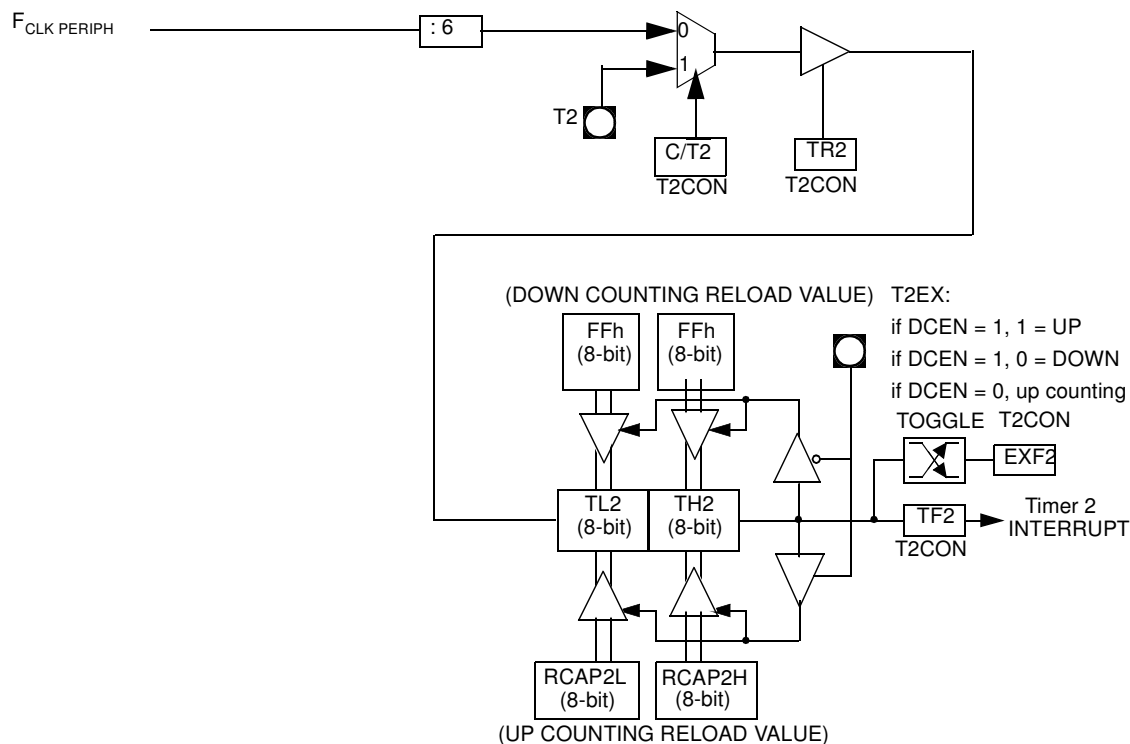 FCLK PERIPH
: 6
0
1
T2
C/T2
TR2
T2CON
T2CON
(DOWN COUNTING RELOAD VALUE)
T2EX:
if DCEN = 1, 1 = UP
if DCEN = 1, 0 = DOWN
if DCEN = 0, up counting
FFh
(8-bit)
FFh
(8-bit)
TOGGLE
T2CON
EXF2
TL2
(8-bit)
TH2
(8-bit)
TF2
T2CON
Timer 2
INTERRUPT
RCAP2L
(8-bit)
RCAP2H
(8-bit)
(UP COUNTING RELOAD VALUE)